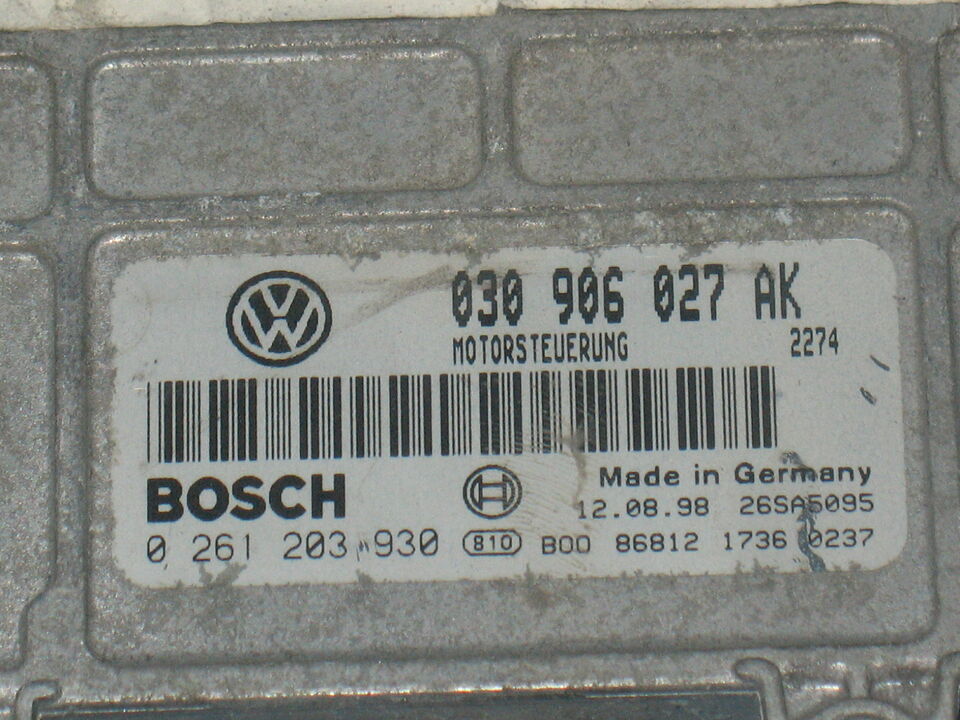 030 906 027 AK
MOTORSTEUERUNG 2274
BOSCH
Made in Germany
12.08.98 26SA5095
0 261 203 930 810 B00 86812 1736 0237